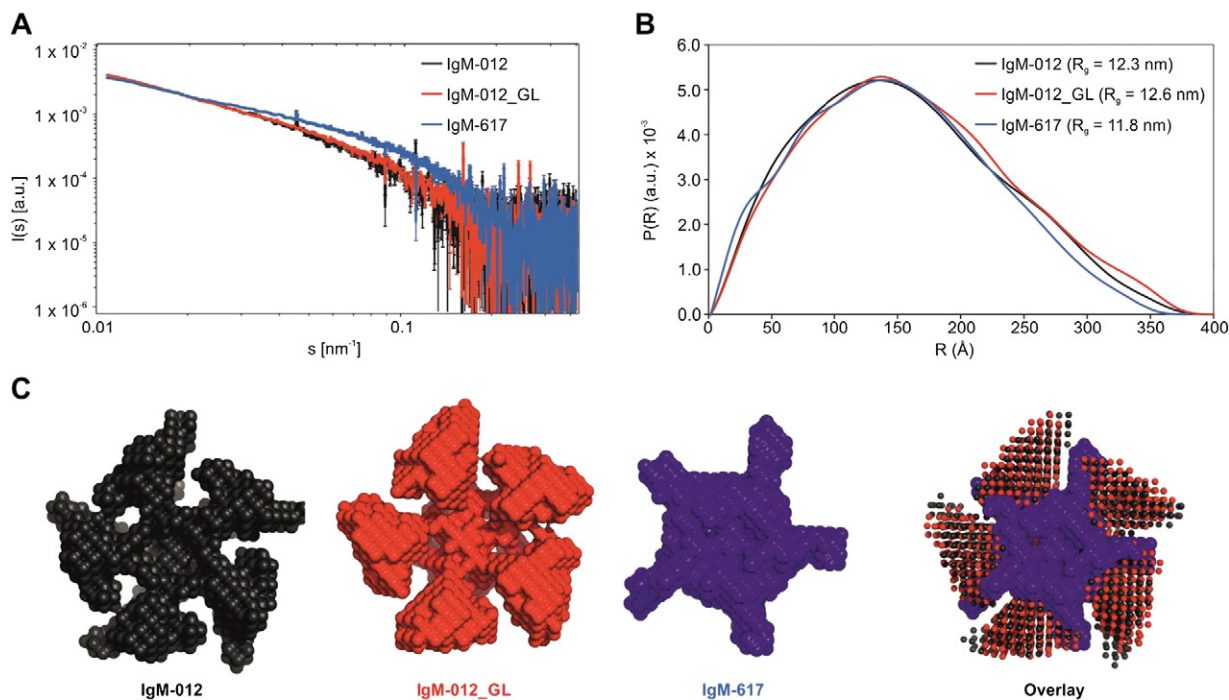 A
1 x 10⁻²
1 x 10⁻³
1 x 10⁻⁴
1 x 10⁻⁵
1 x 10⁻⁶
I(s) [a.u.]
IgM-012
IgM-012_GL
IgM-617
0.01
0.1
s [nm⁻¹]
B
6.0
5.0
4.0
3.0
2.0
1.0
0.0
P(R) (a.u.) x 10⁻³
IgM-012 (Rg = 12.3 nm)
IgM-012_GL (Rg = 12.6 nm)
IgM-617 (Rg = 11.8 nm)
0 50 100 150 200 250 300 350 400
R (Å)
C
IgM-012
IgM-012_GL
IgM-617
Overlay